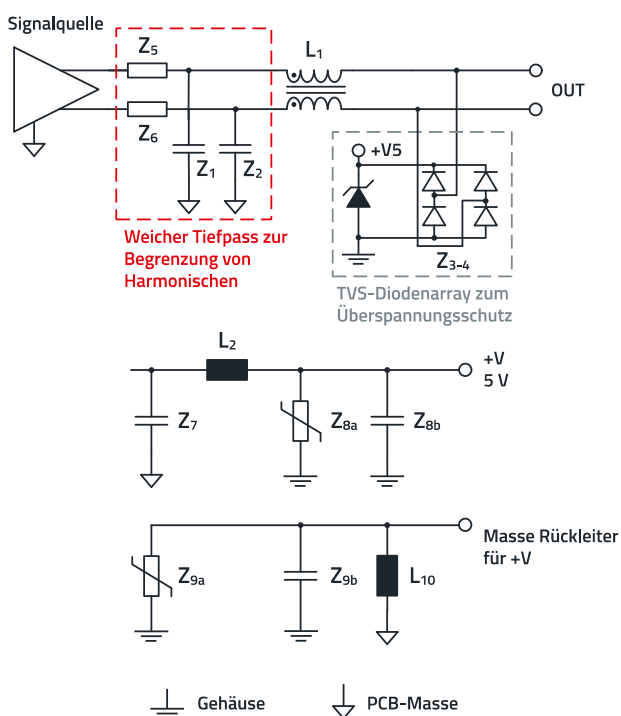 Signalquelle
Z5
L1
OUT
Z6
Z1
Z2
+V5
Z3-4
Weicher Tiefpass zur
Begrenzung von
Harmonischen
TVS-Diodenarray zum
Überspannungsschutz
L2
+V
5 V
Z7
Z8a
Z8b
Masse Rückleiter
für +V
Z9a
Z9b
L10
Gehäuse
PCB-Masse